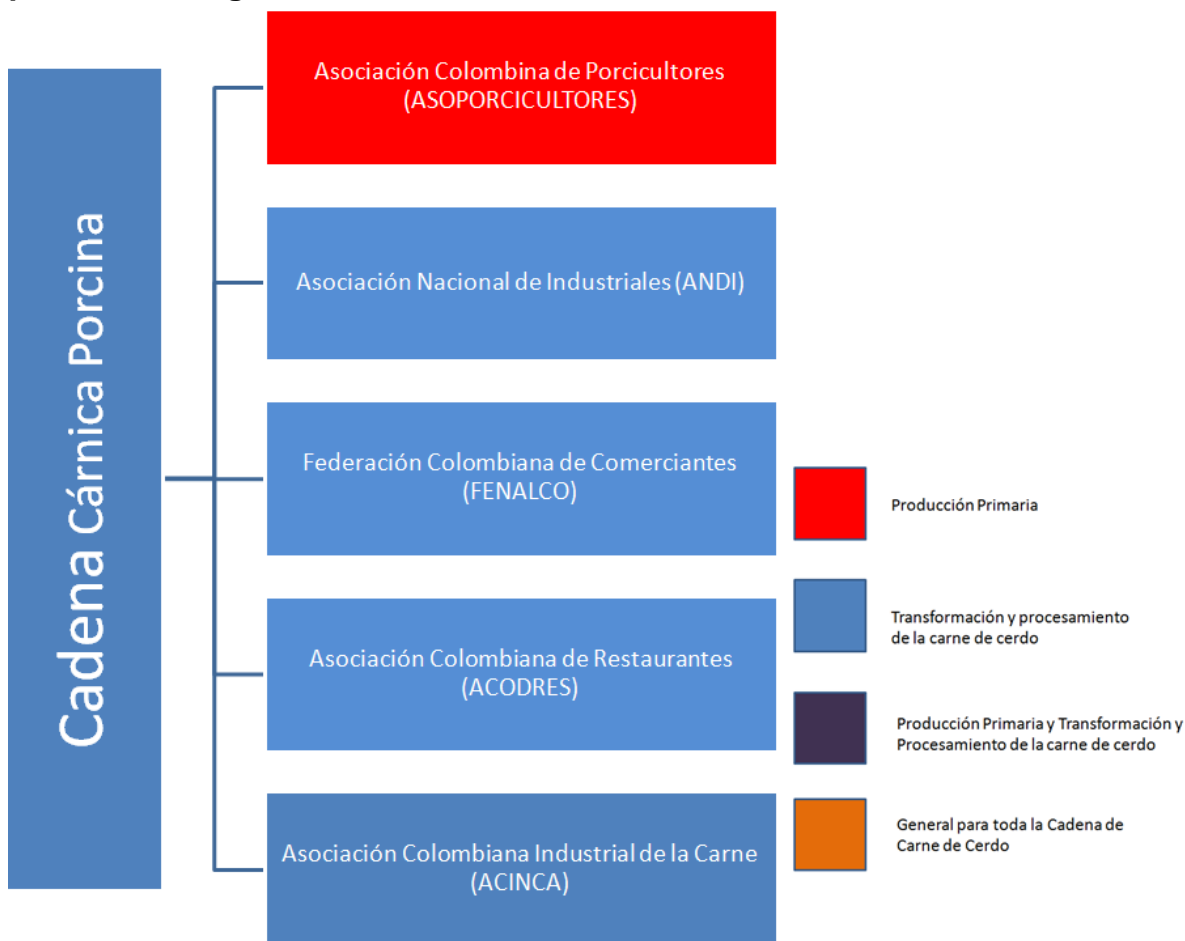 Asociación Colombina de Porcicultores
(ASOPORCICULTORES)
Cadena Cárnica Porcina
Asociación Nacional de Industriales (ANDI)
Federación Colombiana de Comerciantes
(FENALCO)
Asociación Colombiana de Restaurantes
(ACODRES)
Asociación Colombiana Industrial de la Carne
(ACINCA)
Producción Primaria
Transformación y procesamiento
de la carne de cerdo
Producción Primaria y Transformación y
Procesamiento de la carne de cerdo
General para toda la Cadena de
Carne de Cerdo